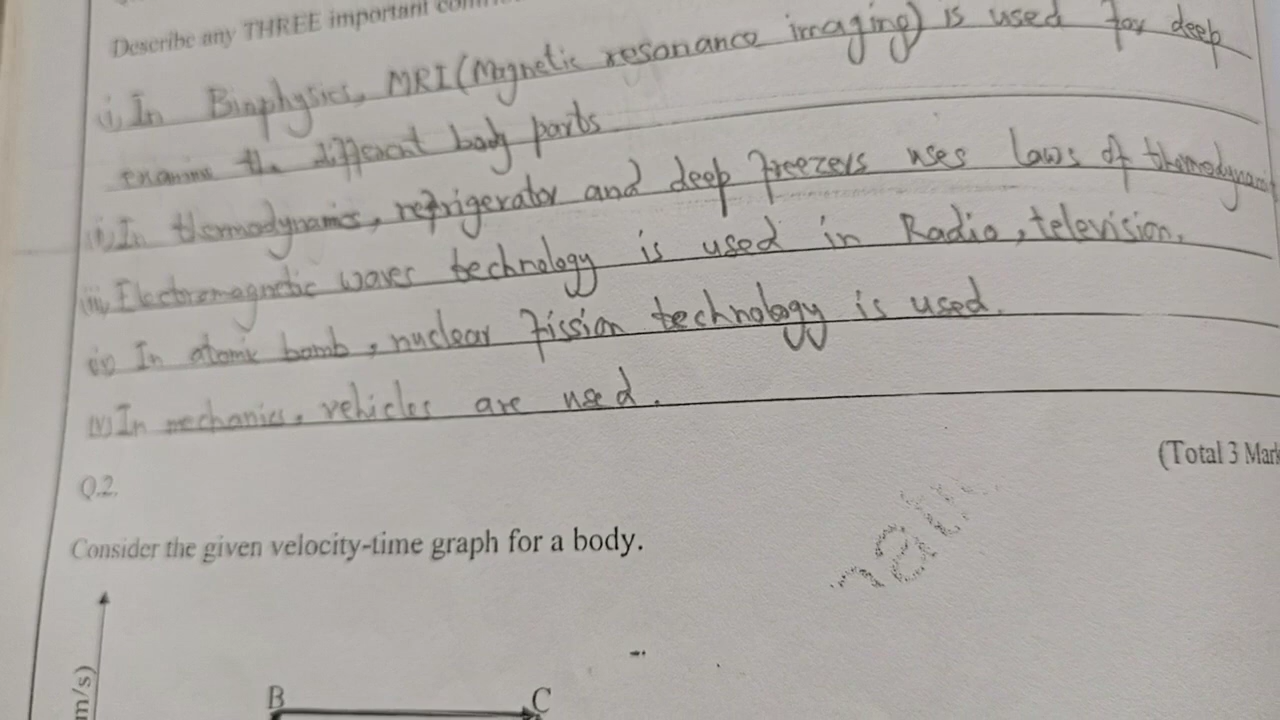 Describe any THREE important
(i) In Biophysics, MRI (Magnetic resonance imaging) is used for deep
examine the different body parts
(ii) In thermodynamics, refrigerator and deep freezers uses laws of thermodynami
(iii) Electromagnetic waves technology is used in Radio, television.
(iv) In atomic bomb, nuclear fission technology is used.
(v) In mechanics, vehicles are used.
(Total 3 Mark
Q.2.
Consider the given velocity-time graph for a body.
m/s)
B
C